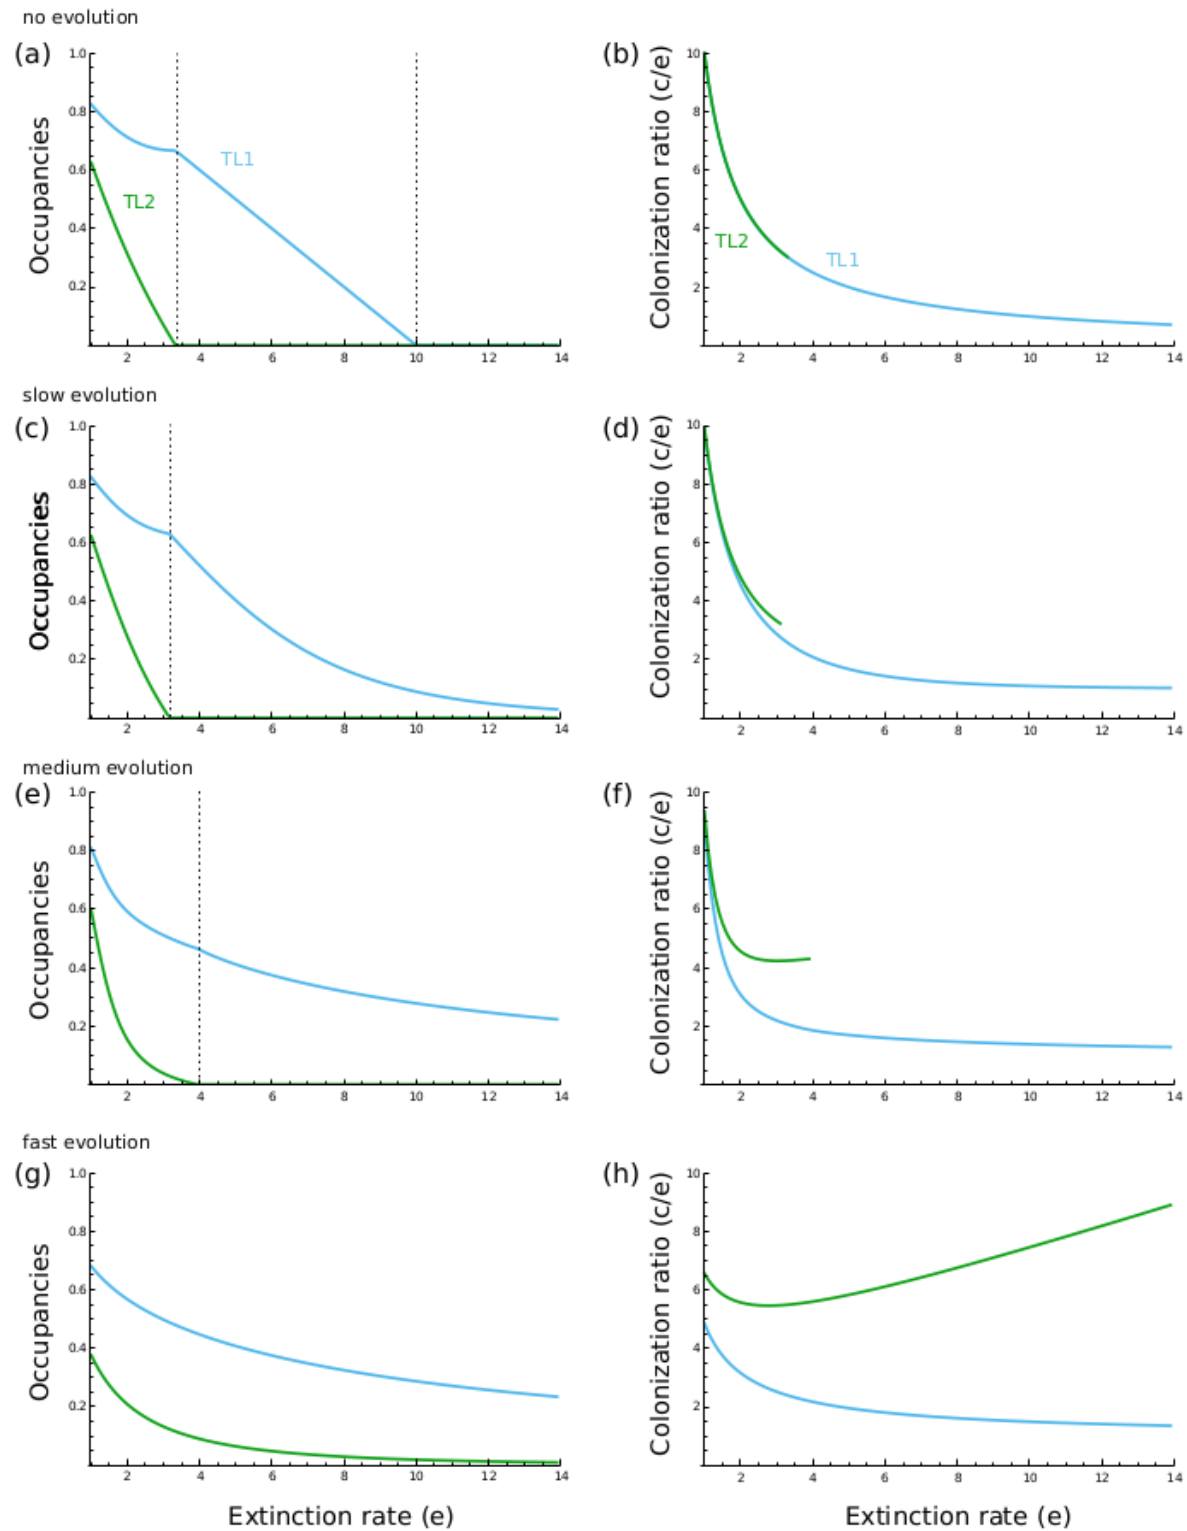 no evolution
(a)
(b)
Occupancies
1.0
0.8
0.6
0.4
0.2
TL1
TL2
2 4 6 8 10 12 14
Colonization ratio (c/e)
10
8
6
4
2
TL2
TL1
2 4 6 8 10 12 14
slow evolution
(c)
(d)
Occupancies
1.0
0.8
0.6
0.4
0.2
2 4 6 8 10 12 14
Colonization ratio (c/e)
10
8
6
4
2
2 4 6 8 10 12 14
medium evolution
(e)
(f)
Occupancies
1.0
0.8
0.6
0.4
0.2
2 4 6 8 10 12 14
Colonization ratio (c/e)
10
8
6
4
2
2 4 6 8 10 12 14
fast evolution
(g)
(h)
Occupancies
1.0
0.8
0.6
0.4
0.2
2 4 6 8 10 12 14
Colonization ratio (c/e)
10
8
6
4
2
2 4 6 8 10 12 14
Extinction rate (e)
Extinction rate (e)